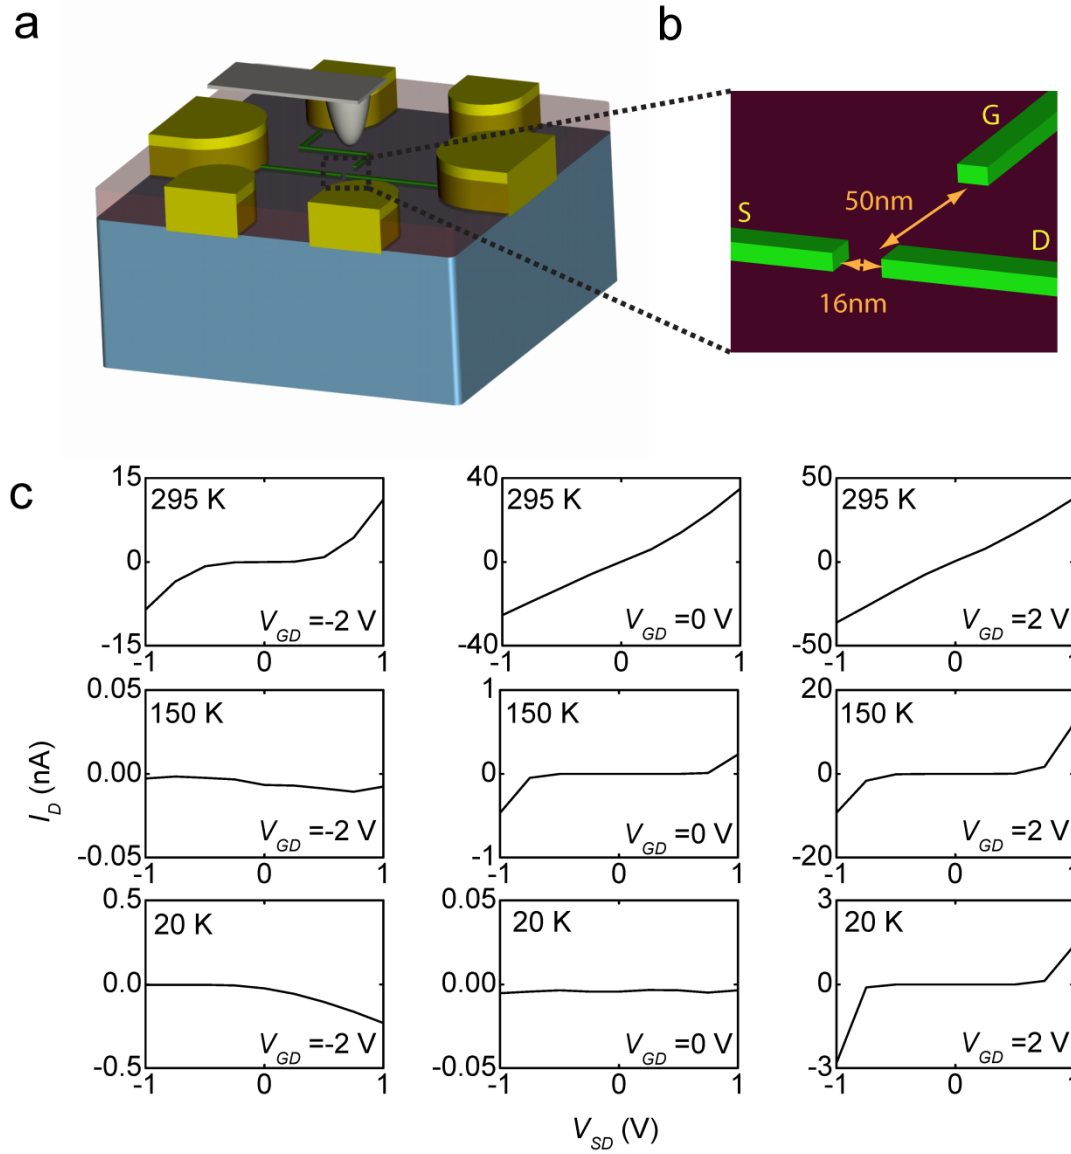 a
b
G
50nm
S
D
16nm
c
15
295 K
0
V_GD =-2 V
-15
-1
0
1
40
295 K
0
V_GD =0 V
-40
-1
0
1
50
295 K
0
V_GD =2 V
-50
-1
0
1
0.05
150 K
0.00
V_GD =-2 V
-0.05
-1
0
1
1
150 K
0
V_GD =0 V
-1
-1
0
1
20
150 K
0
V_GD =2 V
-20
-1
0
1
I_D (nA)
0.5
20 K
0.0
V_GD =-2 V
-0.5
-1
0
1
0.05
20 K
0.00
V_GD =0 V
-0.05
-1
0
1
3
20 K
0
V_GD =2 V
-3
-1
0
1
V_SD (V)